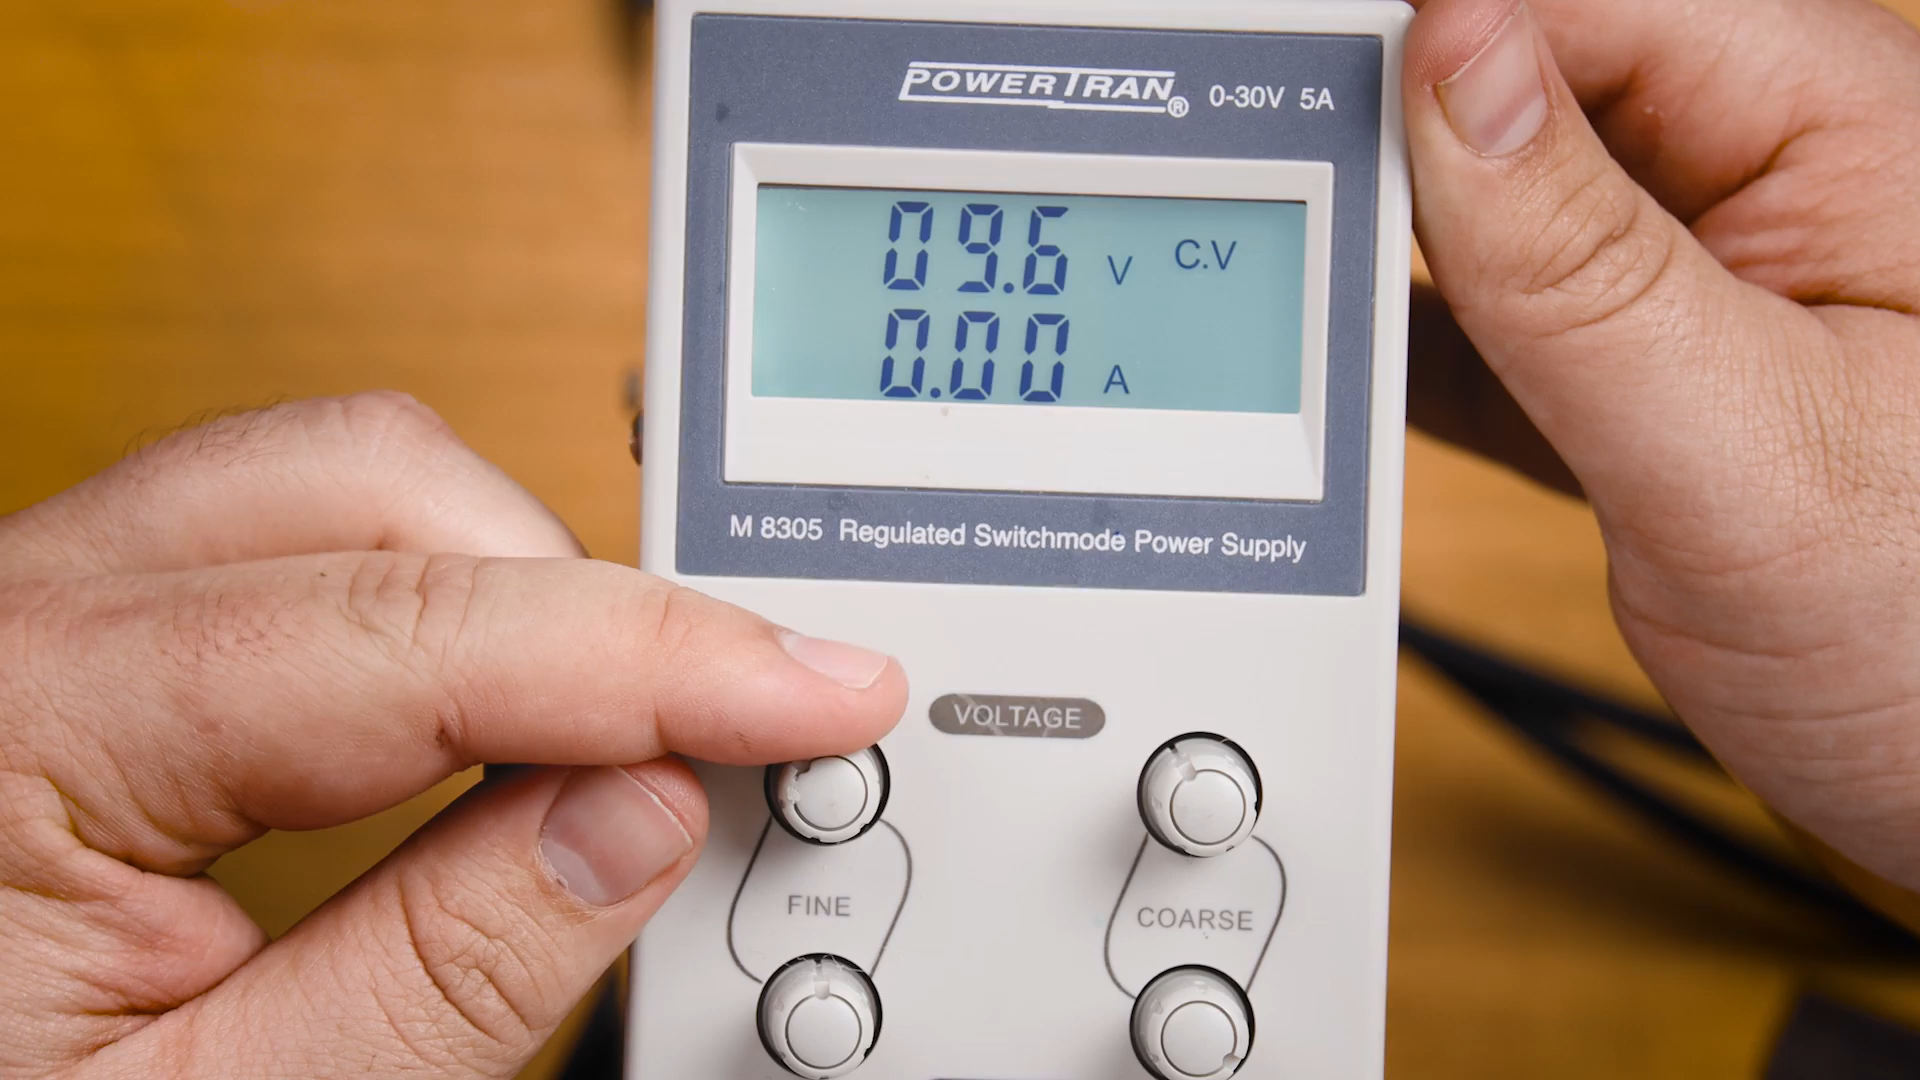 POWERTRAN® 0-30V 5A
09.6 V C.V
0.00 A
M 8305 Regulated Switchmode Power Supply
VOLTAGE
FINE COARSE